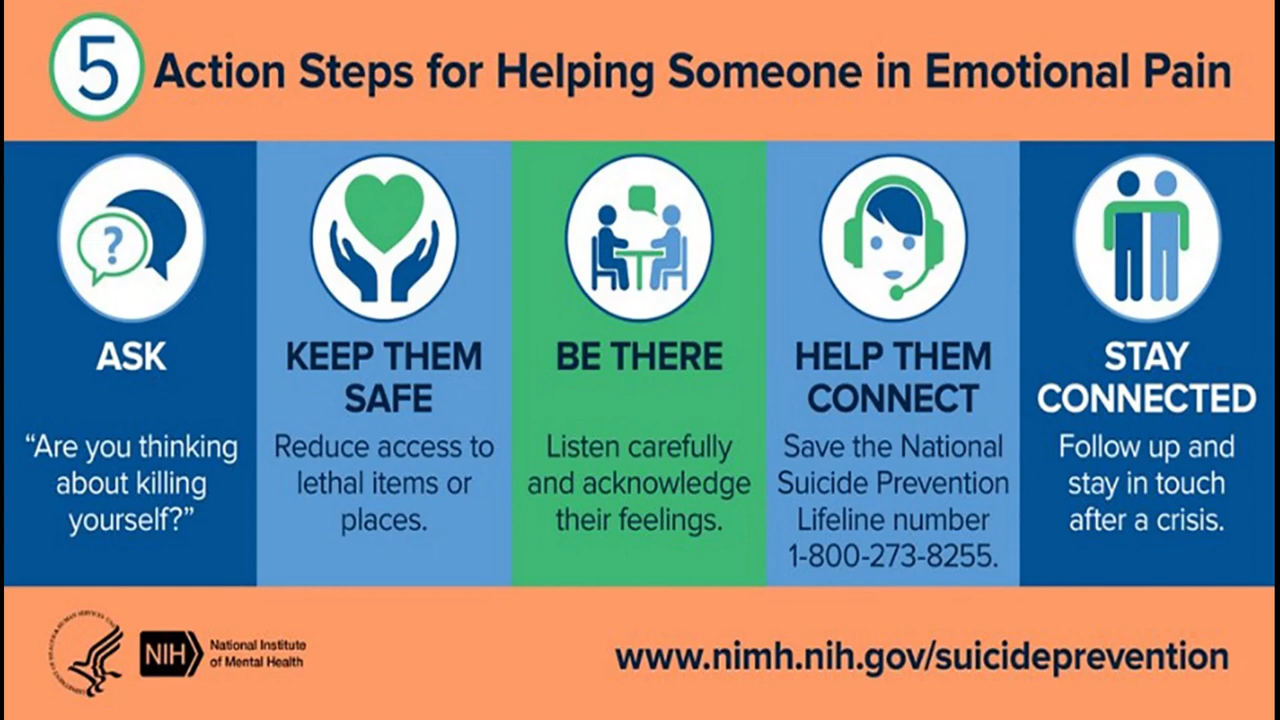 5 Action Steps for Helping Someone in Emotional Pain
?
ASK
“Are you thinking
about killing
yourself?”
KEEP THEM
SAFE
Reduce access to
lethal items or
places.
BE THERE
Listen carefully
and acknowledge
their feelings.
HELP THEM
CONNECT
Save the National
Suicide Prevention
Lifeline number
1-800-273-8255.
STAY
CONNECTED
Follow up and
stay in touch
after a crisis.
NIH
National Institute
of Mental Health
www.nimh.nih.gov/suicideprevention